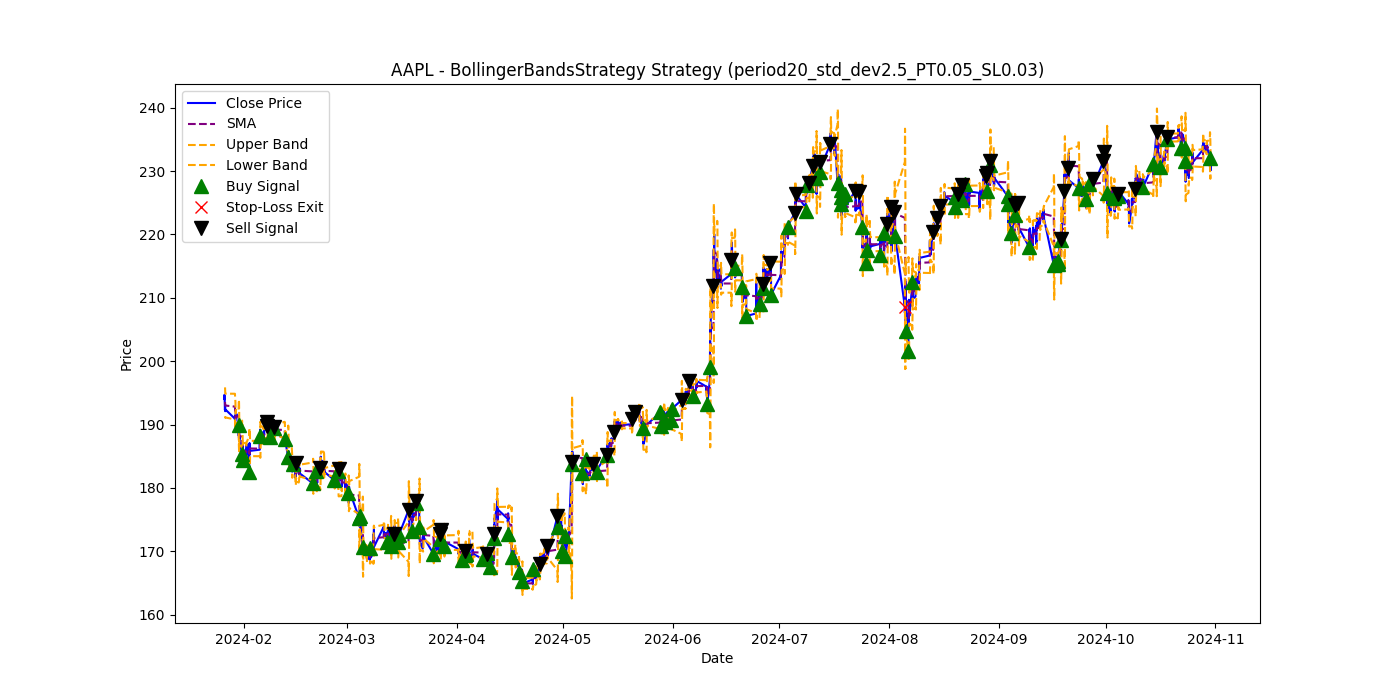 AAPL - BollingerBandsStrategy Strategy (period20_std_dev2.5_PT0.05_SL0.03)
Close Price
SMA
Upper Band
Lower Band
Buy Signal
Stop-Loss Exit
Sell Signal
Price
240
230
220
210
200
190
180
170
160
2024-02 2024-03 2024-04 2024-05 2024-06 2024-07 2024-08 2024-09 2024-10 2024-11
Date